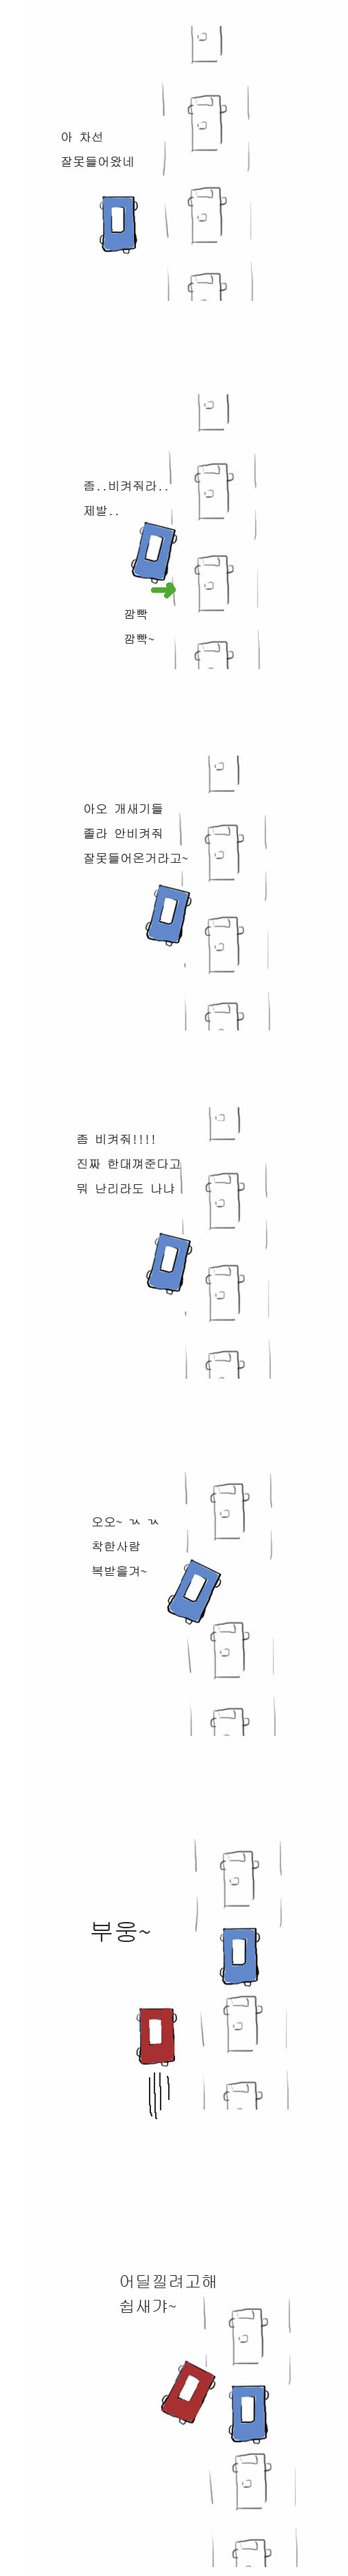 아 차선
잘못들어왔네
좀..비켜줘라..
제발..
깜빡
깜빡~
아오 개새기들
졸라 안비켜줘
잘못들어온거라고~
좀 비켜줘!!!!
진짜 한대껴준다고
뭐 난리라도 나냐
오오~ ㄳ ㄳ
착한사람
복받을겨~
부웅~
어딜낄려고해
쉽새갸~